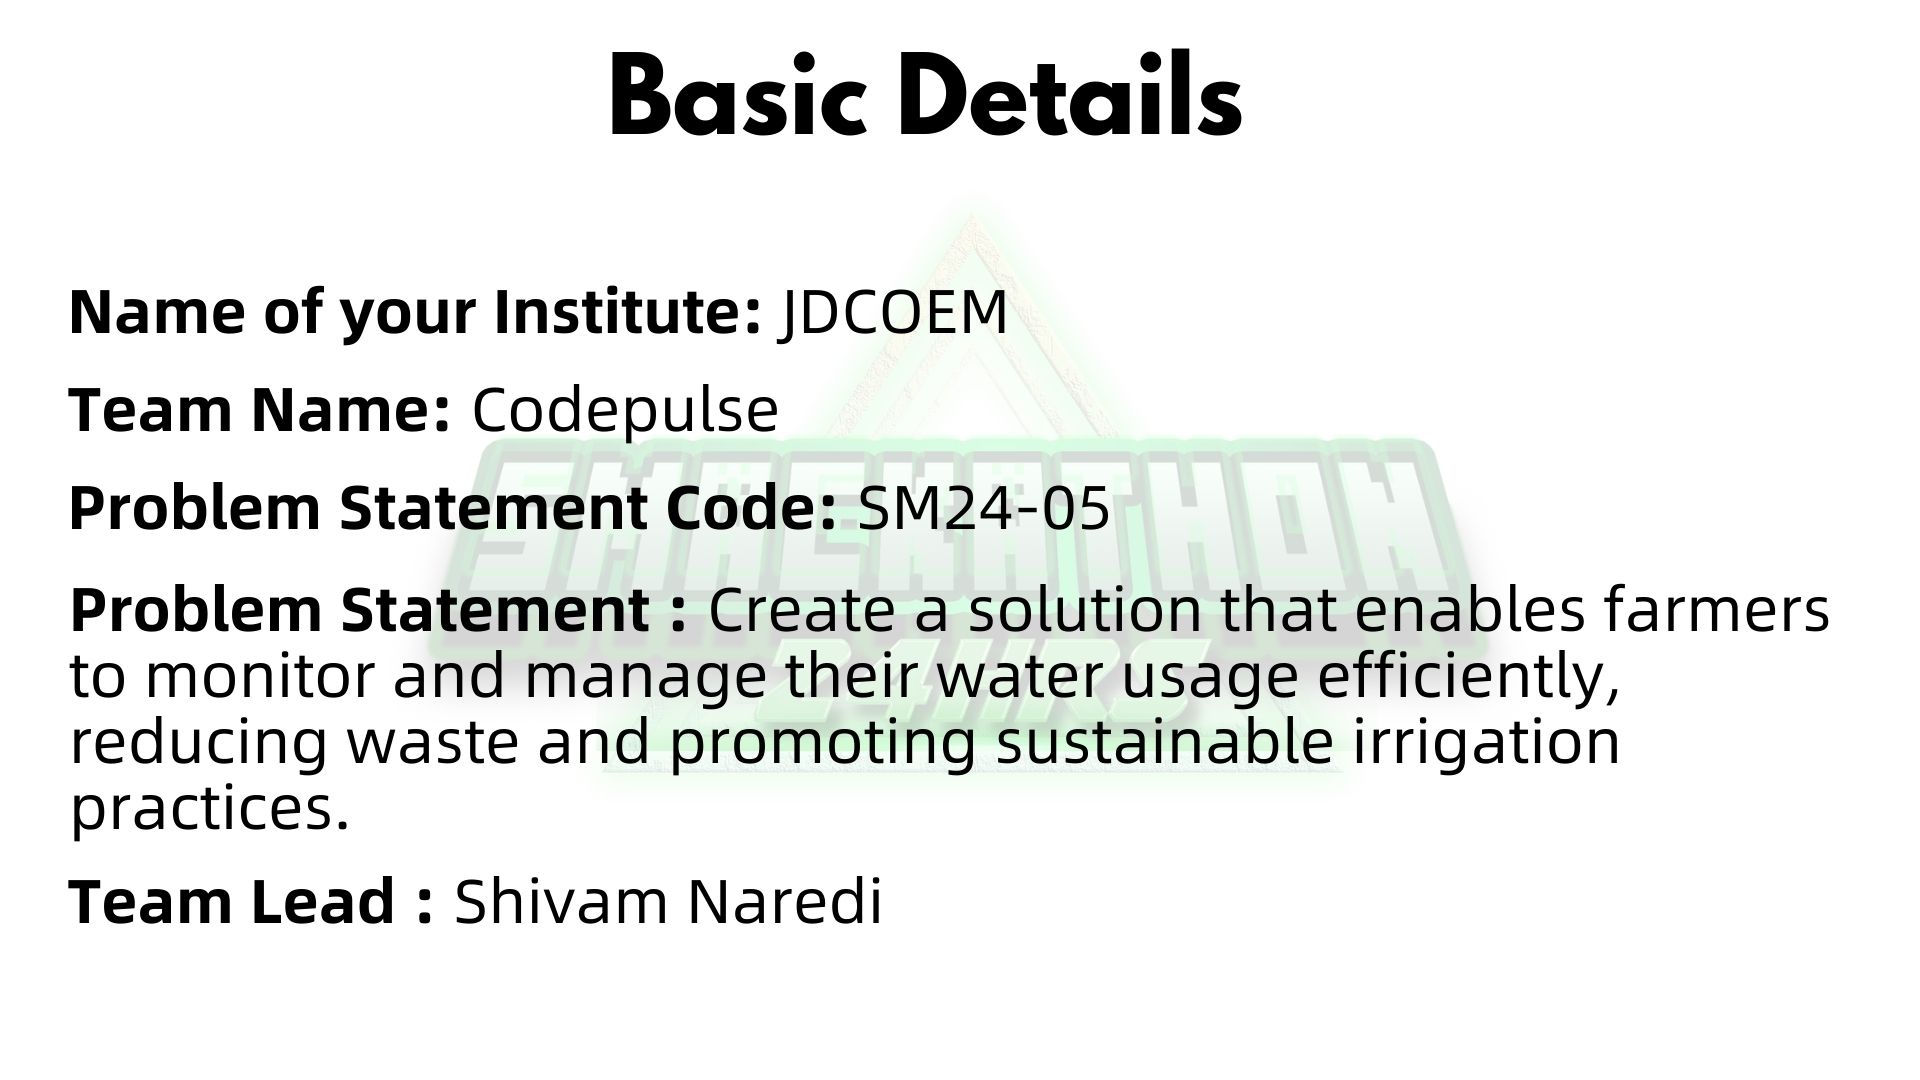 Basic Details
Name of your Institute: JDCOEM
Team Name: Codepulse
SMAEKATHON
Problem Statement Code: SM24-05
Problem Statement : Create a solution that enables farmers
to monitor and manage their water usage efficiently,
24HRS
reducing waste and promoting sustainable irrigation
practices.
Team Lead : Shivam Naredi